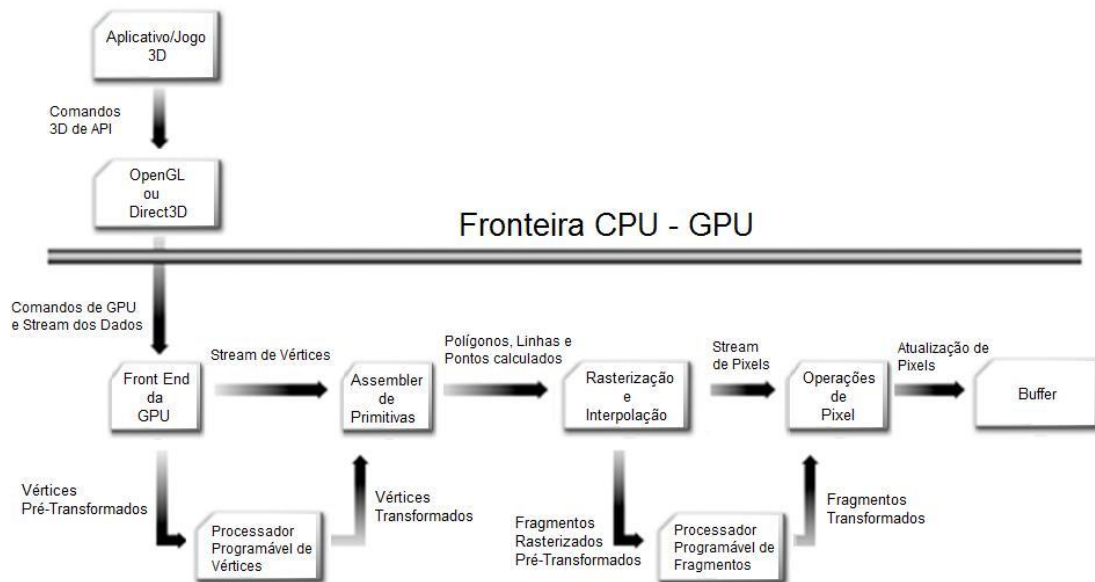 Aplicativo/Jogo
3D
Comandos
3D de API
OpenGL
ou
Direct3D
Fronteira CPU - GPU
Comandos de GPU
e Stream dos Dados
Front End
da
GPU
Stream de Vértices
Assembler
de
Primitivas
Polígonos, Linhas e
Pontos calculados
Rasterização
e
Interpolação
Stream
de Pixels
Operações
de
Pixel
Atualização de
Pixels
Buffer
Vértices
Pré-Transformados
Processador
Programável de
Vértices
Vértices
Transformados
Fragmentos
Rasterizados
Pré-Transformados
Processador
Programável de
Fragmentos
Fragmentos
Transformados